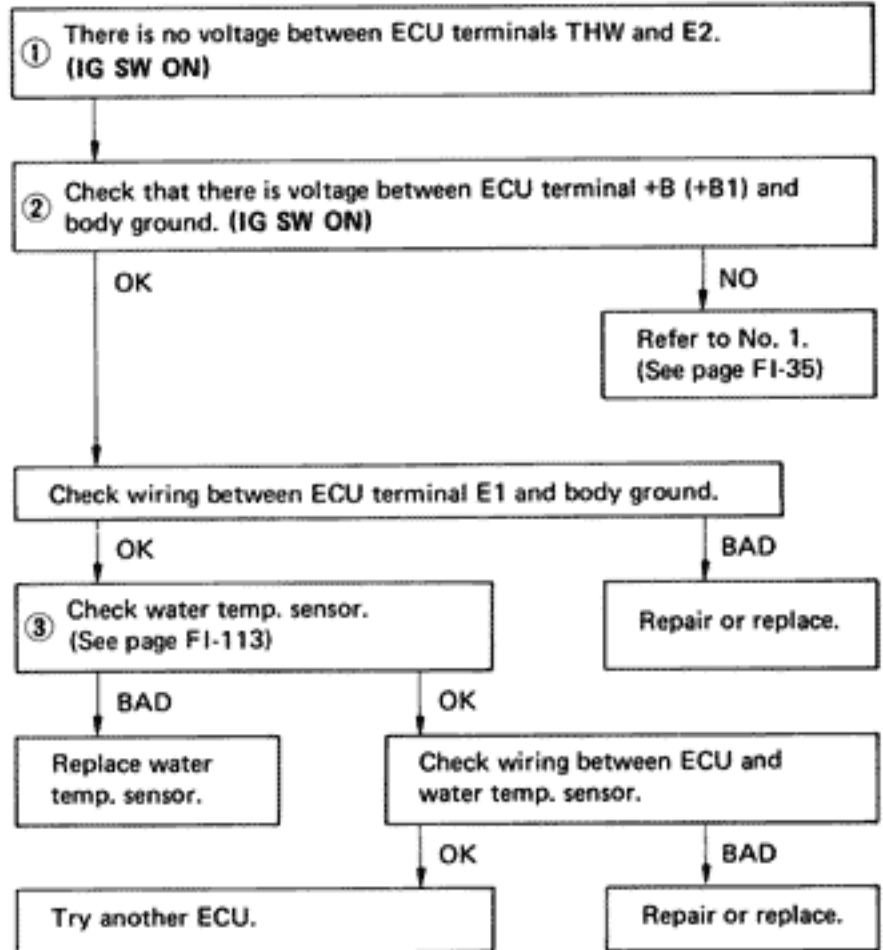 ① There is no voltage between ECU terminals THW and E2.
(IG SW ON)
② Check that there is voltage between ECU terminal +B (+B1) and
body ground. (IG SW ON)
OK
NO
Refer to No. 1.
(See page FI-35)
Check wiring between ECU terminal E1 and body ground.
OK
BAD
③ Check water temp. sensor.
(See page FI-113)
Repair or replace.
BAD
OK
Replace water
temp. sensor.
Check wiring between ECU and
water temp. sensor.
OK
BAD
Try another ECU.
Repair or replace.